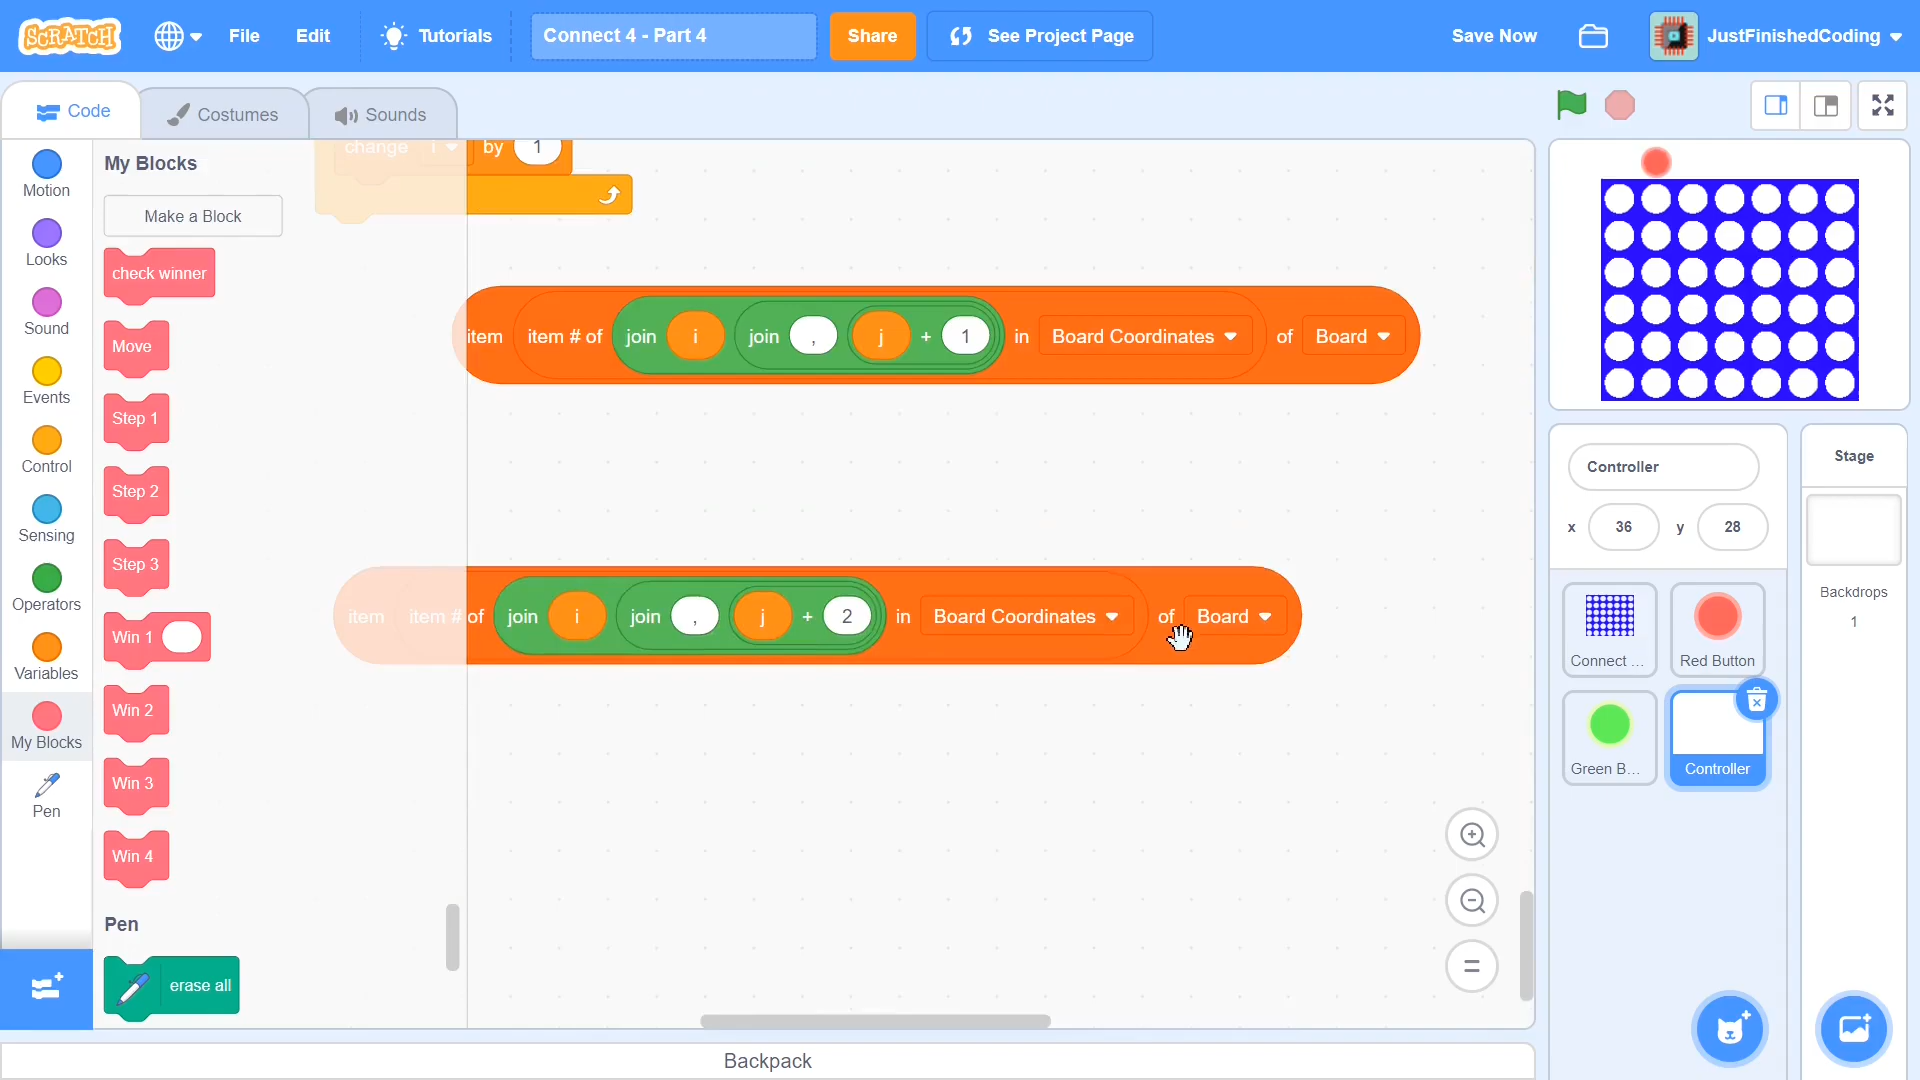 SCRATCH
File
Edit
Tutorials
Connect 4 - Part 4
Share
See Project Page
Save Now
JustFinishedCoding
Code
Costumes
Sounds
Motion
Looks
Sound
Events
Control
Sensing
Operators
Variables
My Blocks
Pen
My Blocks
Make a Block
check winner
Move
Step 1
Step 2
Step 3
Win 1
Win 2
Win 3
Win 4
Pen
erase all
change i by 1
item item # of join i join , j + 1 in Board Coordinates of Board
item item # of join i join , j + 2 in Board Coordinates of Board
Backpack
Controller
x 36 y 28
Connect ...
Red Button
Green B...
Controller
Stage
Backdrops
1